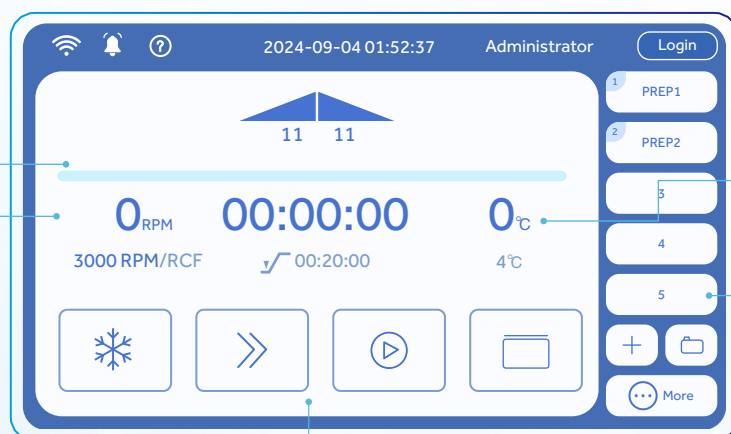 2024-09-04 01:52:37 Administrator Login
1 PREP1
2 PREP2
3
4
5
More
11 11
0RPM 00:00:00 0℃
3000 RPM/RCF 00:20:00 4℃